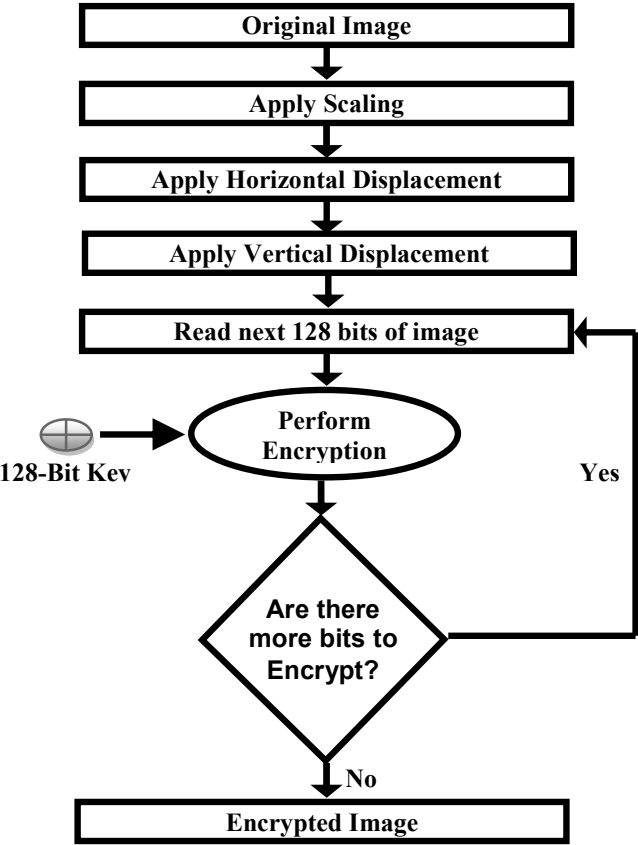 Original Image
Apply Scaling
Apply Horizontal Displacement
Apply Vertical Displacement
Read next 128 bits of image
Perform
Encryption
128-Bit Key
Yes
Are there
more bits to
Encrypt?
No
Encrypted Image